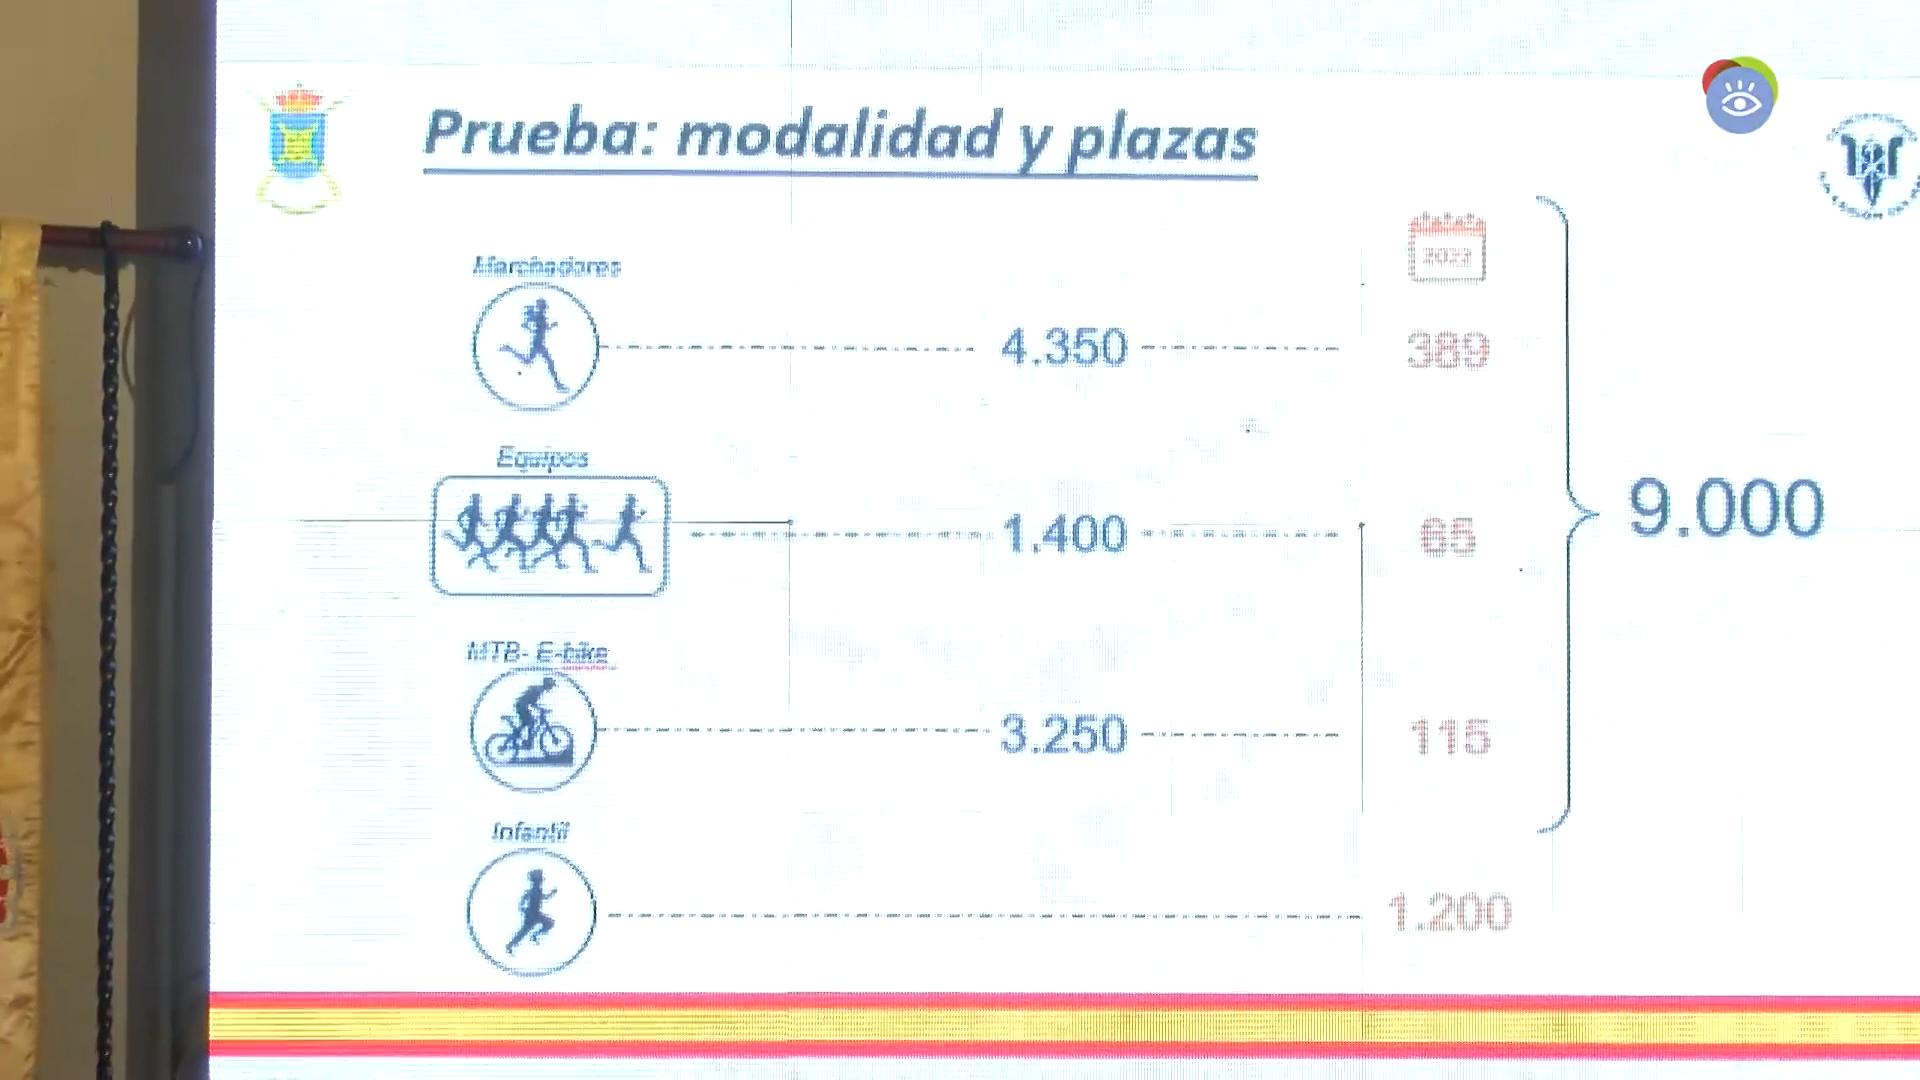 Prueba: modalidad y plazas
2022
Marchadores
4.350
389
Equipos
1.400
65
9.000
MTB- E-bike
3.250
115
Infantil
1.200